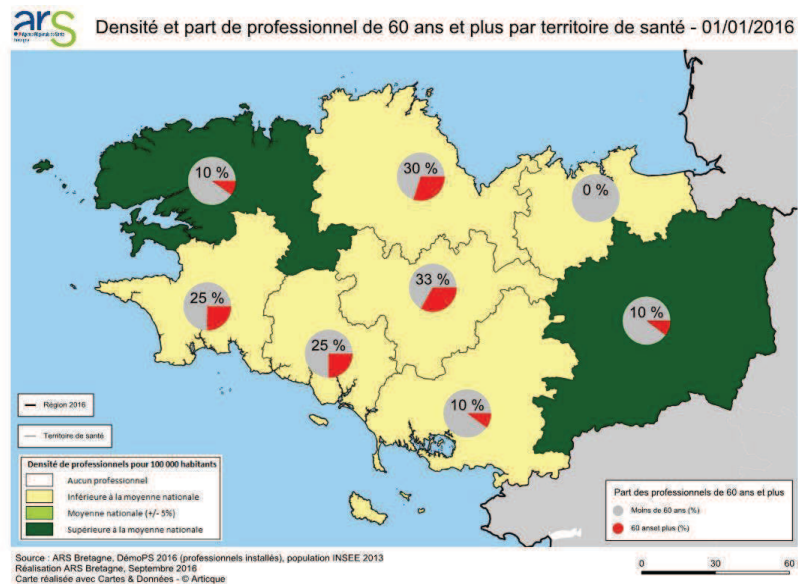 ars
Densité et part de professionnel de 60 ans et plus par territoire de santé - 01/01/2016
10 %
30 %
0 %
33 %
25 %
10 %
25 %
10 %
Région 2016
Territoire de santé
Densité de professionnels pour 100 000 habitants
Aucun professionnel
Inférieure à la moyenne nationale
Moyenne nationale (+/- 5%)
Supérieure à la moyenne nationale
Part des professionnels de 60 ans et plus
Moins de 60 ans (%)
60 anset plus (%)
Source : ARS Bretagne, DémoPS 2016 (professionnels installés), population INSEE 2013
Réalisation ARS Bretagne, Septembre 2016
Carte réalisée avec Cartes & Données - © Articque
0 30 60